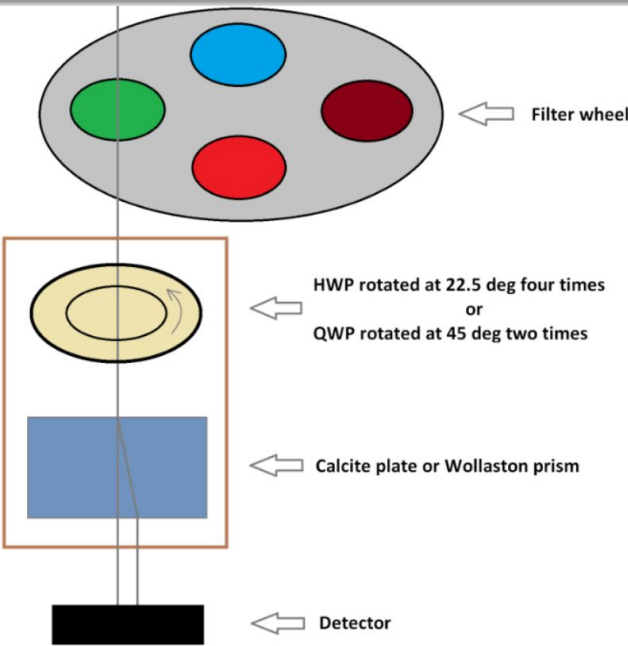 Filter wheel
HWP rotated at 22.5 deg four times
or
QWP rotated at 45 deg two times
Calcite plate or Wollaston prism
Detector